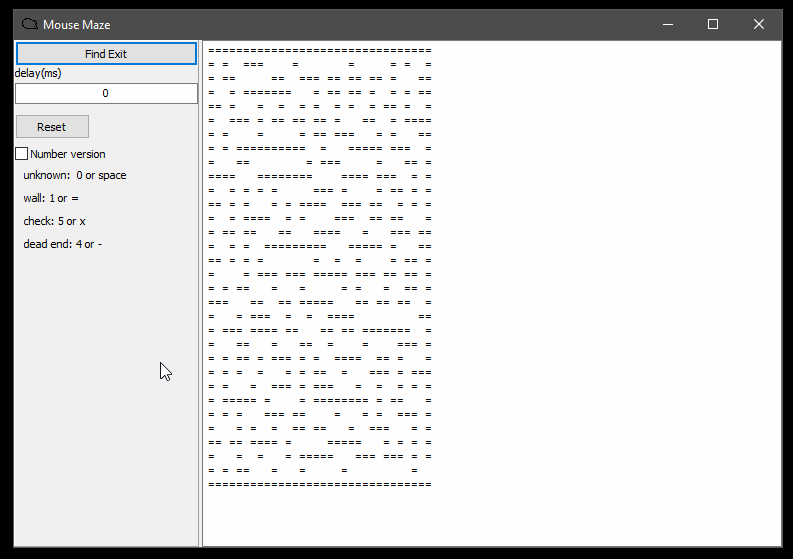 Mouse Maze
Find Exit
delay(ms)
0
Reset
Number version
unknown: 0 or space
wall: 1 or =
check: 5 or x
dead end: 4 or -